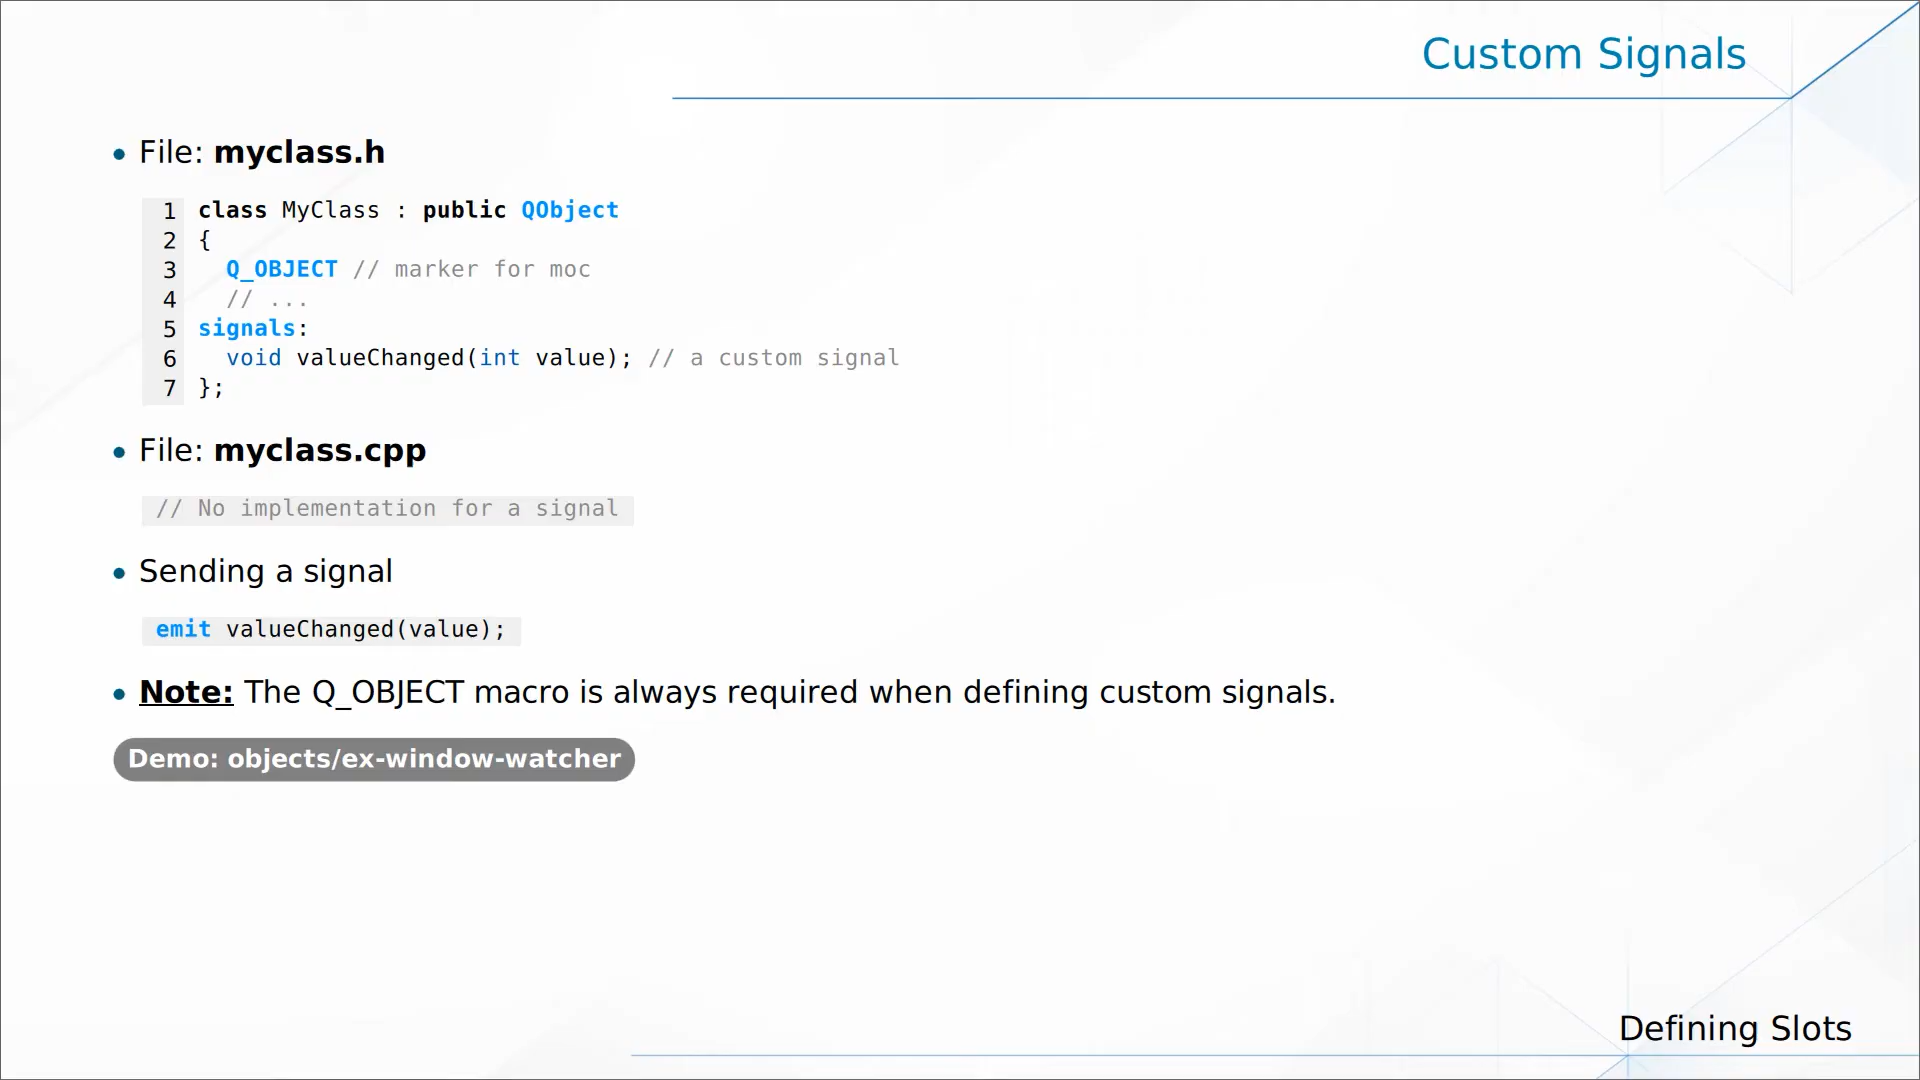 Custom Signals
• File: myclass.h
1 class MyClass : public QObject
2 {
3   Q_OBJECT // marker for moc
4   // ...
5 signals:
6   void valueChanged(int value); // a custom signal
7 };
• File: myclass.cpp
// No implementation for a signal
• Sending a signal
emit valueChanged(value);
• Note: The Q_OBJECT macro is always required when defining custom signals.
Demo: objects/ex-window-watcher
Defining Slots